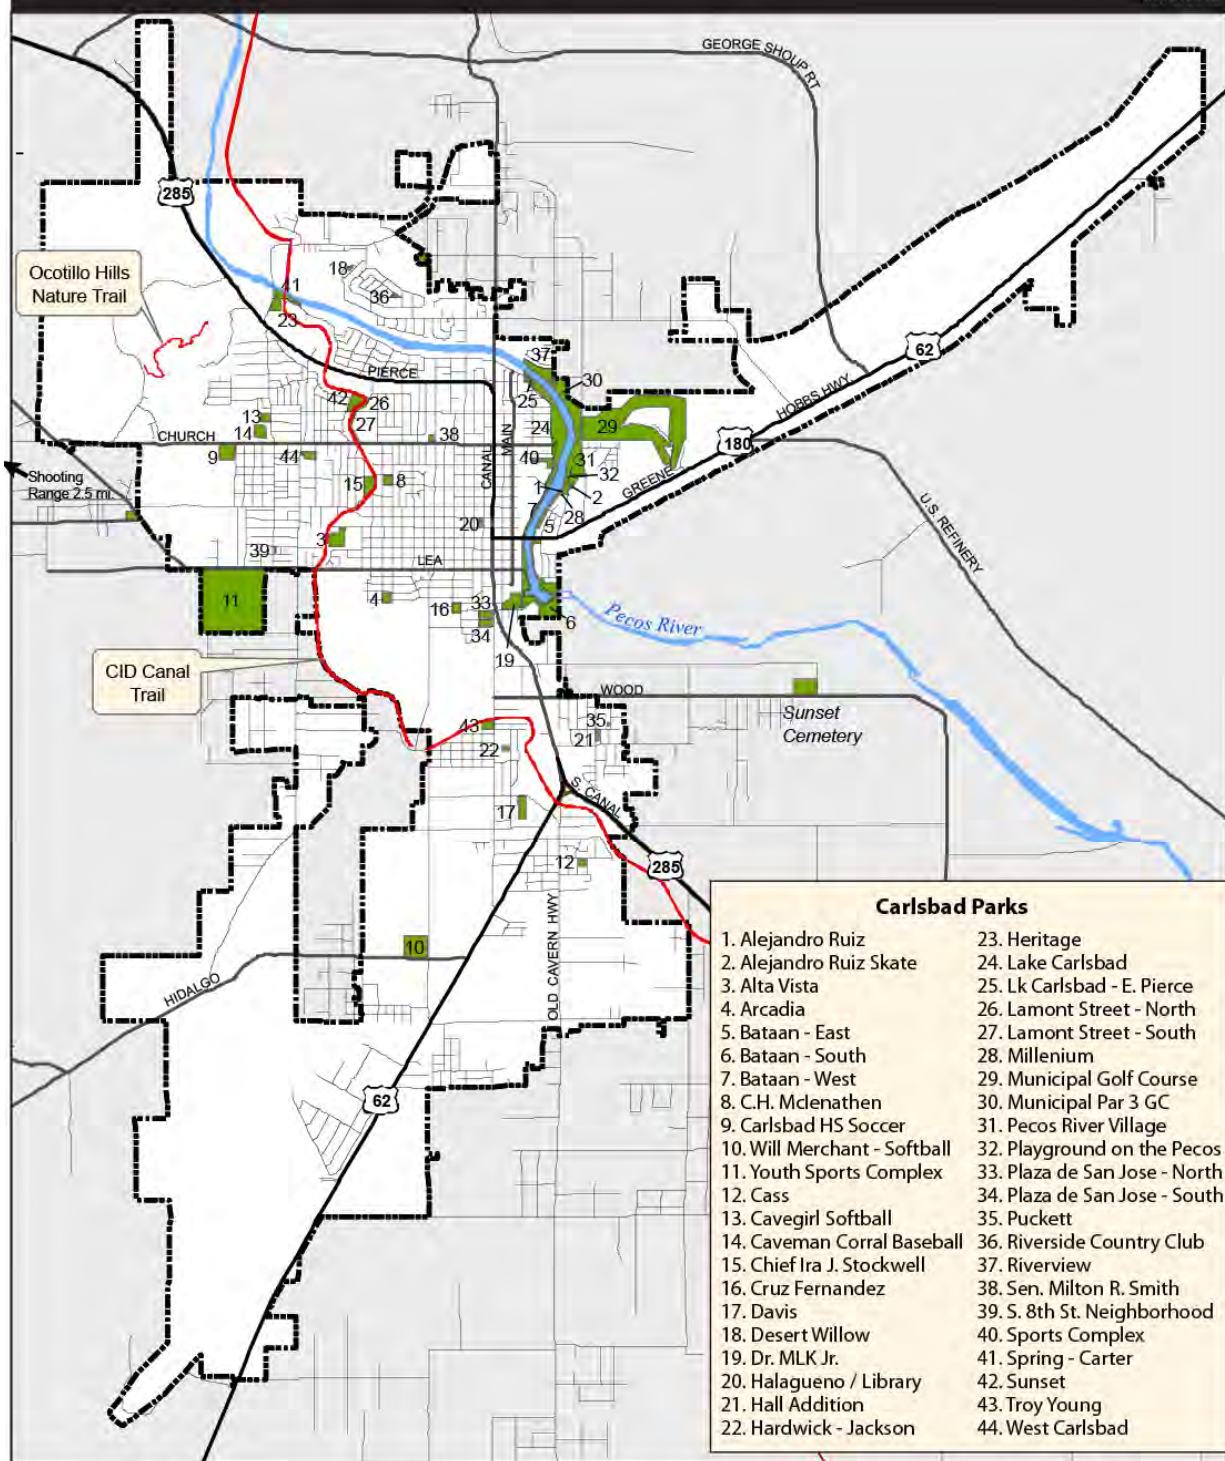 GEORGE SHOUP RT
285
Ocotillo Hills
Nature Trail
18
36
41
23
62
37
PIERCE
30
HOBBS HWY.
25
42
26
13
27
24
29
14
CHURCH
38
MAIN
180
9
44
40
31
CANAL
32
Shooting
Range 2.5 mi.
15
8
1
2
GREENE
7
28
20
5
U.S. REFINERY
3
39
LEA
11
4
16
33
34
6
Pecos River
19
CID Canal
Trail
WOOD
35
Sunset
Cemetery
43
22
21
S. CANAL
17
12
285
OLD CAVERN HWY
10
HIDALGO
62
Carlsbad Parks
1. Alejandro Ruiz
2. Alejandro Ruiz Skate
3. Alta Vista
4. Arcadia
5. Bataan - East
6. Bataan - South
7. Bataan - West
8. C.H. Mclenathen
9. Carlsbad HS Soccer
10. Will Merchant - Softball
11. Youth Sports Complex
12. Cass
13. Cavegirl Softball
14. Caveman Corral Baseball
15. Chief Ira J. Stockwell
16. Cruz Fernandez
17. Davis
18. Desert Willow
19. Dr. MLK Jr.
20. Halagueno / Library
21. Hall Addition
22. Hardwick - Jackson
23. Heritage
24. Lake Carlsbad
25. Lk Carlsbad - E. Pierce
26. Lamont Street - North
27. Lamont Street - South
28. Millenium
29. Municipal Golf Course
30. Municipal Par 3 GC
31. Pecos River Village
32. Playground on the Pecos
33. Plaza de San Jose - North
34. Plaza de San Jose - South
35. Puckett
36. Riverside Country Club
37. Riverview
38. Sen. Milton R. Smith
39. S. 8th St. Neighborhood
40. Sports Complex
41. Spring - Carter
42. Sunset
43. Troy Young
44. West Carlsbad